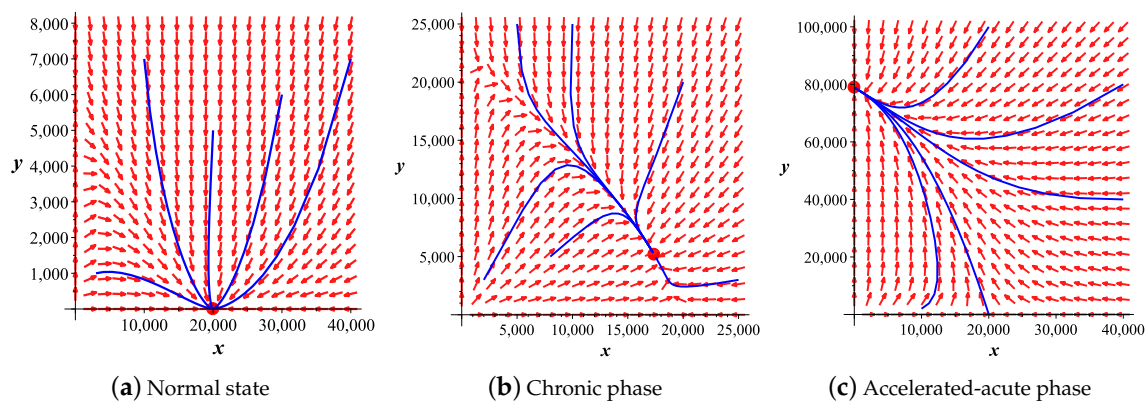 8,000
7,000
6,000
5,000
4,000
3,000
2,000
1,000
y
10,000 20,000 30,000 40,000
x
(a) Normal state
25,000
20,000
15,000
10,000
5,000
y
5,000 10,000 15,000 20,000 25,000
x
(b) Chronic phase
100,000
80,000
60,000
40,000
20,000
y
10,000 20,000 30,000 40,000
x
(c) Accelerated-acute phase